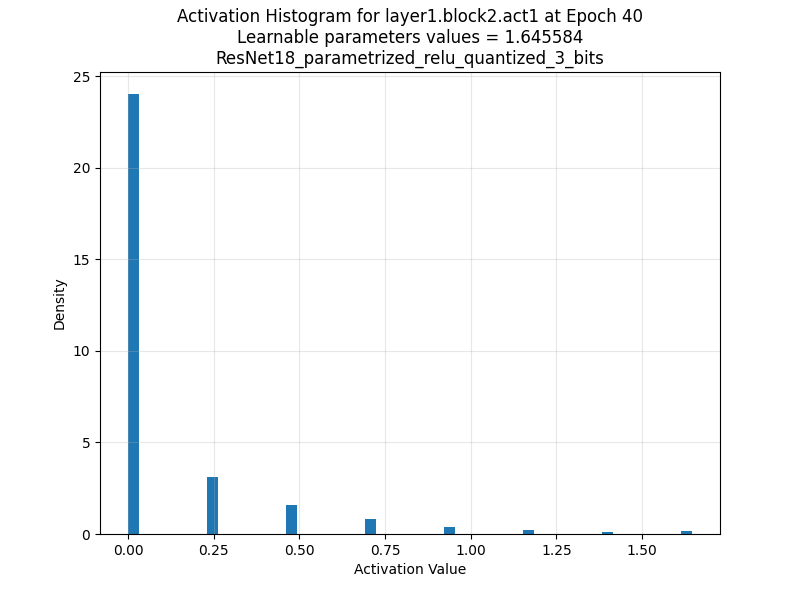 Activation Histogram for layer1.block2.act1 at Epoch 40
Learnable parameters values = 1.645584
ResNet18_parametrized_relu_quantized_3_bits
25
20
15
10
5
0
Density
0.00 0.25 0.50 0.75 1.00 1.25 1.50
Activation Value